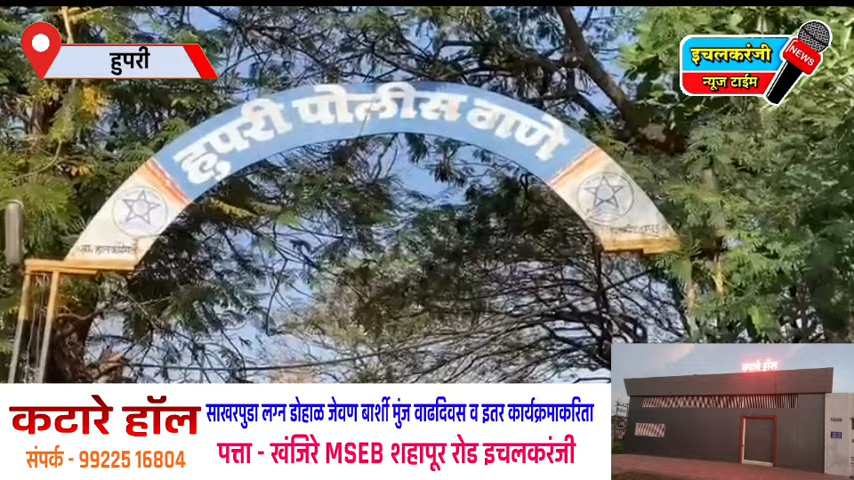 हुपरी
इचलकरंजी
NEWS
न्यूज टाईम
हुपरी पोलीस ठाणे
कटारे हॉल
कटारे हॉल
साखरपुडा लग्न डोहाळ जेवण बार्शी मुंज वाढदिवस व इतर कार्यक्रमाकरिता
संपर्क - 99225 16804
पत्ता - खंजिरे MSEB शहापूर रोड इचलकरंजी